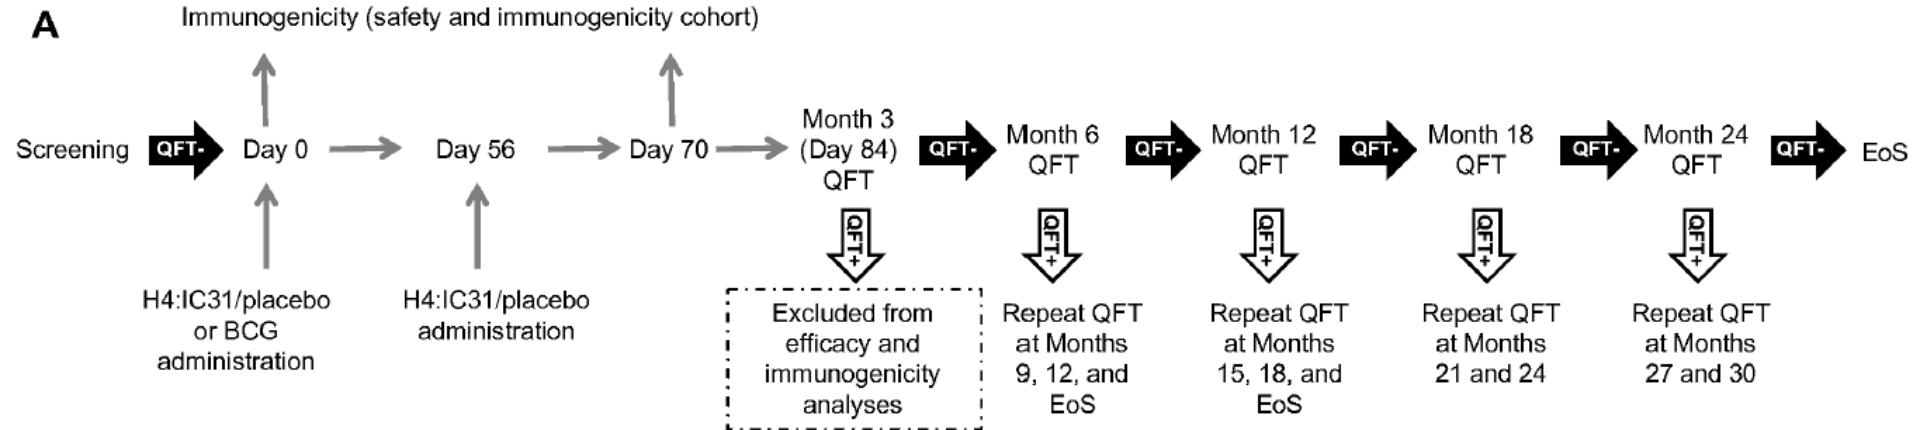 A
Immunogenicity (safety and immunogenicity cohort)
Screening
QFT-
Day 0
Day 56
Day 70
Month 3
(Day 84)
QFT
QFT-
Month 6
QFT
QFT-
Month 12
QFT
QFT-
Month 18
QFT
QFT-
Month 24
QFT
QFT-
EoS
QFT+
QFT+
QFT+
QFT+
QFT+
H4:IC31/placebo
or BCG
administration
H4:IC31/placebo
administration
Excluded from
efficacy and
immunogenicity
analyses
Repeat QFT
at Months
9, 12, and
EoS
Repeat QFT
at Months
15, 18, and
EoS
Repeat QFT
at Months
21 and 24
Repeat QFT
at Months
27 and 30